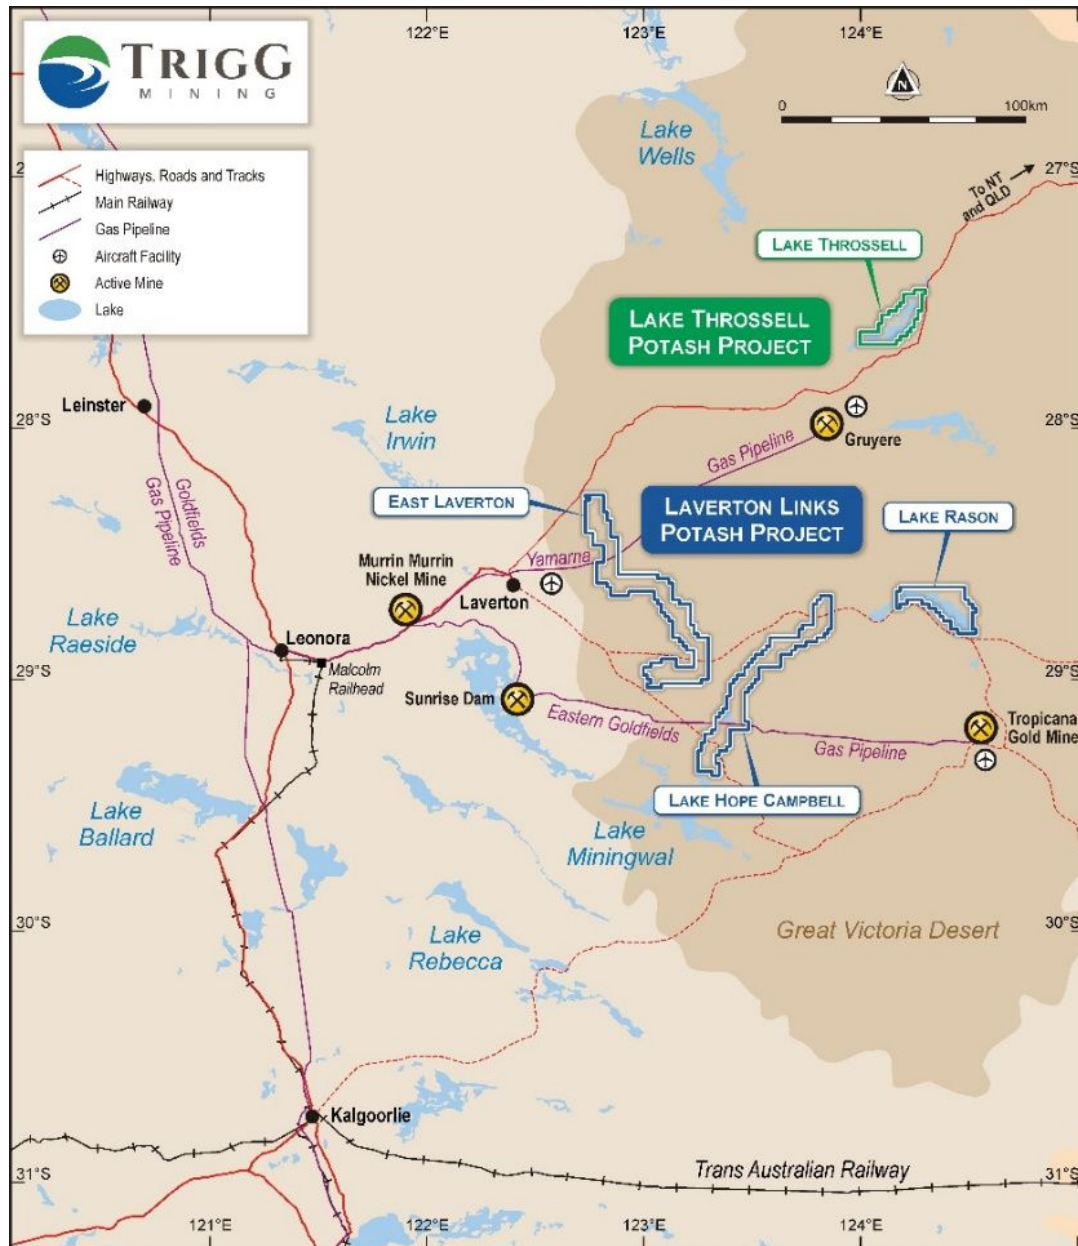 TRIGG
MINING
122°E
123°E
124°E
0
100km
N
Highways, Roads and Tracks
Main Railway
Gas Pipeline
Aircraft Facility
Active Mine
Lake
Lake
Wells
27°S
To NT
and QLD
LAKE THROSSELL
LAKE THROSSELL
POTASH PROJECT
Leinster
28°S
Lake
Irwin
28°S
Gruyere
Gas Pipeline
Goldfields
Gas Pipeline
EAST LAVERTON
LAVERTON LINKS
POTASH PROJECT
LAKE RASON
Murrin Murrin
Nickel Mine
Yamarna
Laverton
Lake
Raeside
Leonora
Malcolm
Railhead
29°S
29°S
Sunrise Dam
Eastern Goldfields
Gas Pipeline
Tropicana
Gold Mine
LAKE HOPE CAMPBELL
Lake
Ballard
Lake
Miningwal
30°S
30°S
Great Victoria Desert
Lake
Rebecca
Kalgoorlie
Trans Australian Railway
31°S
31°S
121°E
122°E
123°E
124°E